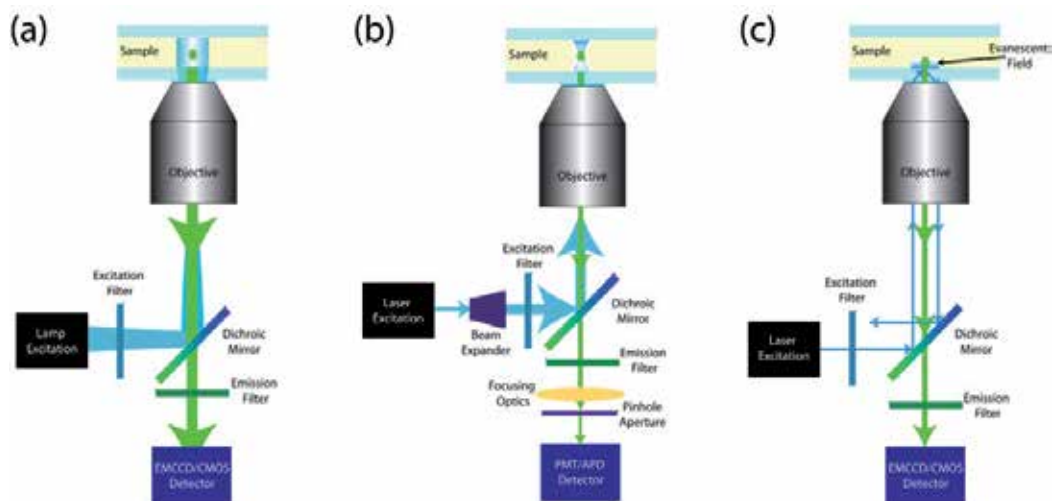 (a)
Sample
Objective
Excitation
Filter
Lamp
Excitation
Dichroic
Mirror
Emission
Filter
EMCCD/CMOS
Detector
(b)
Sample
Objective
Excitation
Filter
Laser
Excitation
Beam
Expander
Dichroic
Mirror
Emission
Filter
Focusing
Optics
Pinhole
Aperture
PMT/APD
Detector
(c)
Sample
Evanescent
Field
Objective
Excitation
Filter
Laser
Excitation
Dichroic
Mirror
Emission
Filter
EMCCD/CMOS
Detector